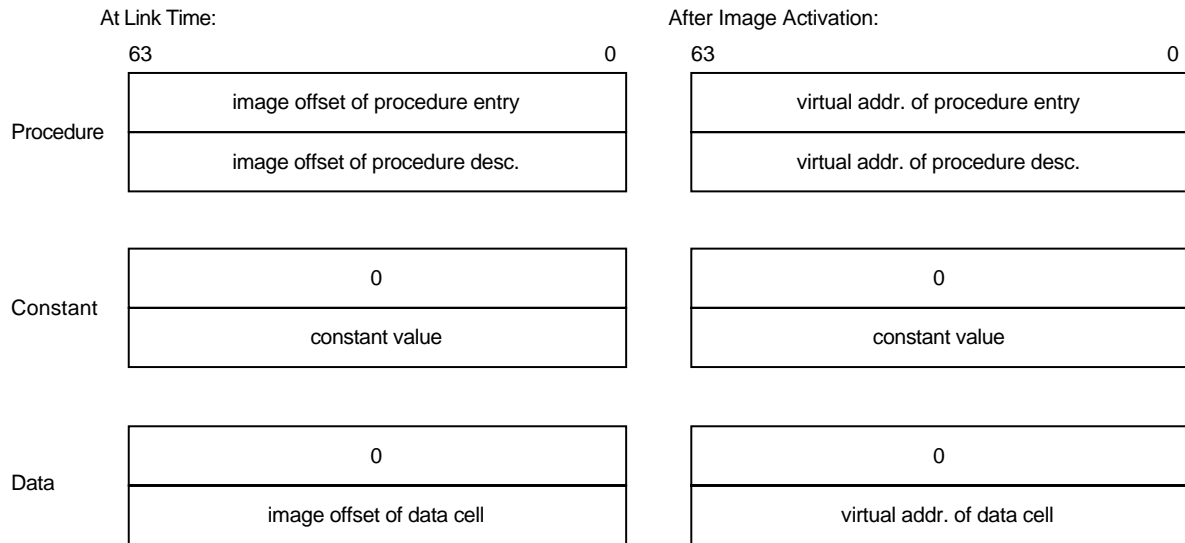 At Link Time: After Image Activation:
63 0 63 0
image offset of procedure entry virtual addr. of procedure entry
Procedure
image offset of procedure desc. virtual addr. of procedure desc.
0 0
Constant
constant value constant value
0 0
Data
image offset of data cell virtual addr. of data cell